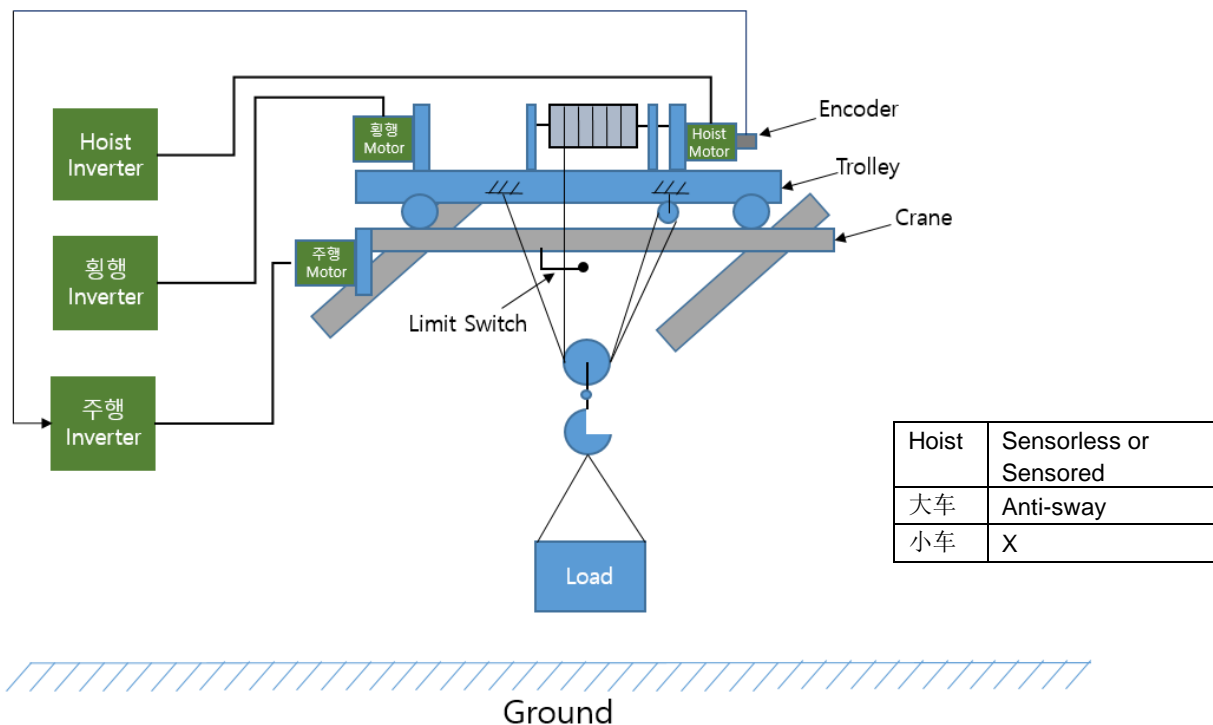 Hoist
Inverter
횡행
Motor
Hoist
Motor
Encoder
Trolley
Crane
횡행
Inverter
주행
Motor
Limit Switch
주행
Inverter
Hoist
Sensorless or
Sensored
大车
Anti-sway
小车
X
Load
Ground